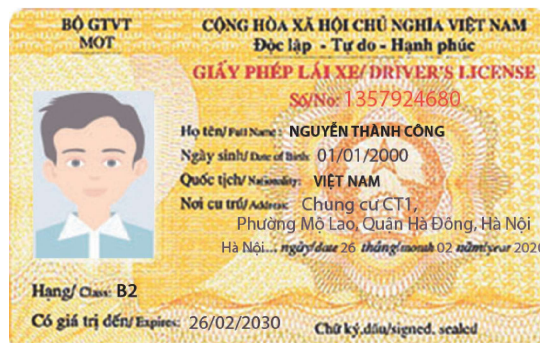 BỘ GTVT
MOT
CỘNG HÒA XÃ HỘI CHỦ NGHĨA VIỆT NAM
Độc lập - Tự do - Hạnh phúc
GIẤY PHÉP LÁI XE/ DRIVER'S LICENSE
Số/No: 1357924680
Họ tên/ Full Name: NGUYỄN THÀNH CÔNG
Ngày sinh/ Date of Birth: 01/01/2000
Quốc tịch/ Nationality: VIỆT NAM
Nơi cư trú/ Address: Chung cư CT1,
Phường Mộ Lao, Quận Hà Đông, Hà Nội
Hà Nội... ngày/date 26 tháng/month 02 năm/year 2020
Hạng/ Class: B2
Có giá trị đến/ Expires: 26/02/2030
Chữ ký,dấu/signed, sealed